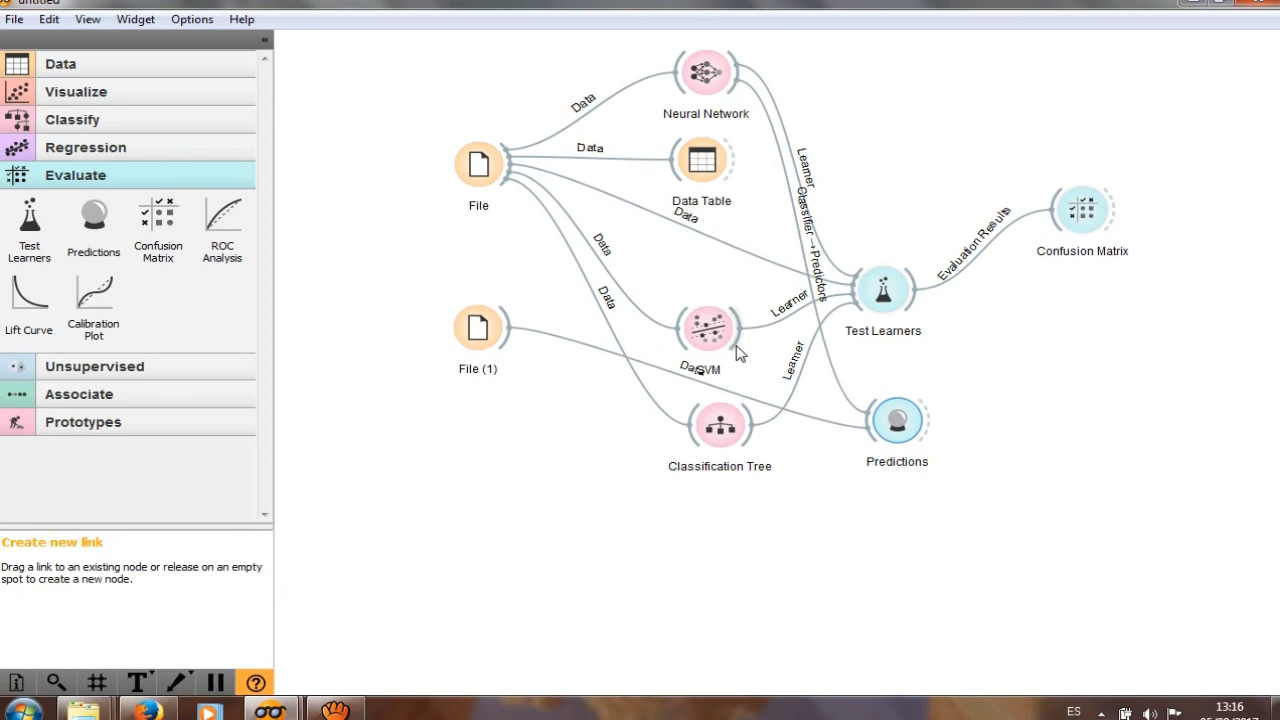 untitled
File Edit View Widget Options Help
«
Data
Visualize
Classify
Regression
Evaluate
Test Learners
Predictions
Confusion Matrix
ROC Analysis
Lift Curve
Calibration Plot
Unsupervised
Associate
Prototypes
Create new link
Drag a link to an existing node or release on an empty
spot to create a new node.
Neural Network
Data
Data
Data Table
Data
File
Data
Data
Learner
Classifier → Predictors
Evaluation Results
Confusion Matrix
Learner
Test Learners
File (1)
Data
SVM
Learner
Classification Tree
Predictions
T
?
ES
13:16